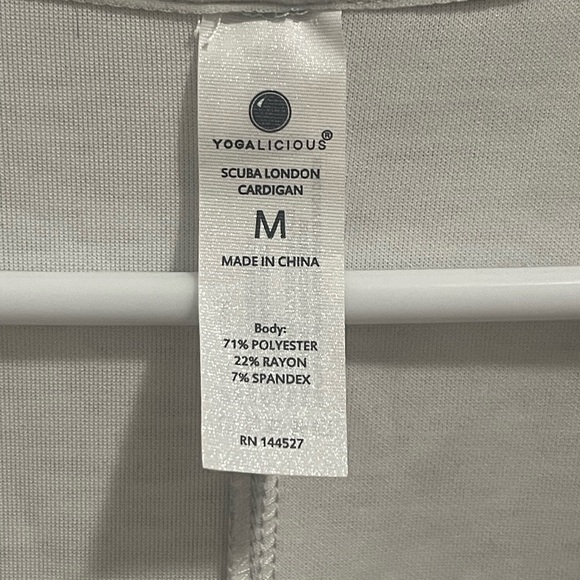 YOGALICIOUS®
SCUBA LONDON
CARDIGAN
M
MADE IN CHINA
Body:
71% POLYESTER
22% RAYON
7% SPANDEX
RN 144527